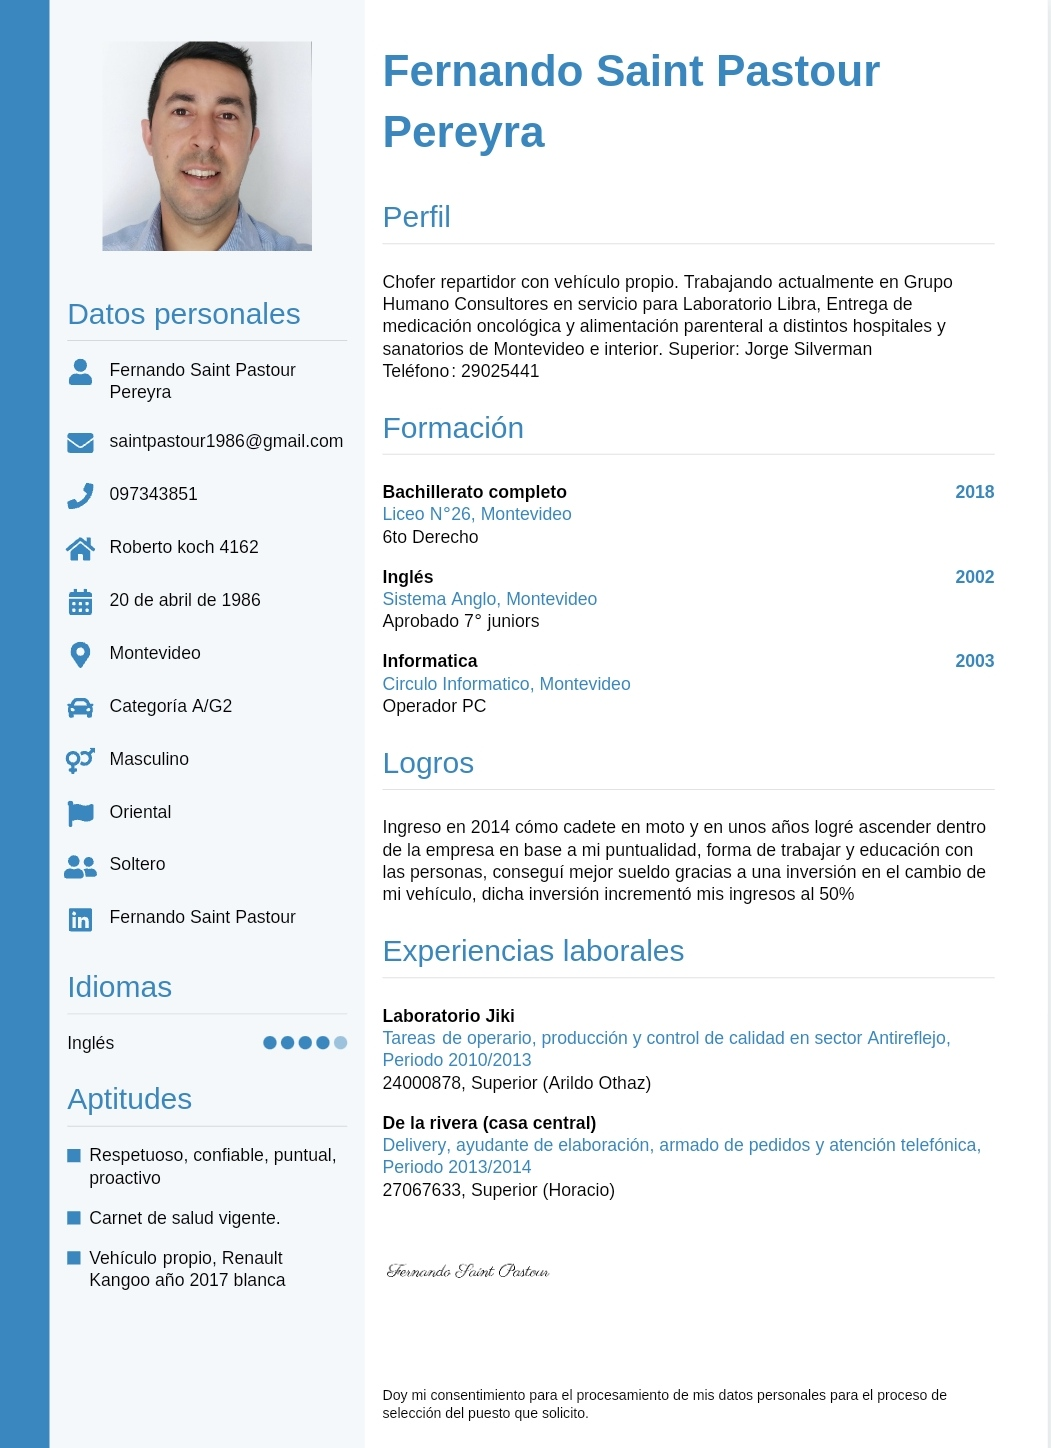 Datos personales
Fernando Saint Pastour
Pereyra
saintpastour1986@gmail.com
097343851
Roberto koch 4162
20 de abril de 1986
Montevideo
Categoría A/G2
Masculino
Oriental
Soltero
Fernando Saint Pastour
Idiomas
Inglés
Aptitudes
Respetuoso, confiable, puntual,
proactivo
Carnet de salud vigente.
Vehículo propio, Renault
Kangoo año 2017 blanca
Fernando Saint Pastour
Pereyra
Perfil
Chofer repartidor con vehículo propio. Trabajando actualmente en Grupo
Humano Consultores en servicio para Laboratorio Libra, Entrega de
medicación oncológica y alimentación parenteral a distintos hospitales y
sanatorios de Montevideo e interior. Superior: Jorge Silverman
Teléfono: 29025441
Formación
Bachillerato completo 2018
Liceo N°26, Montevideo
6to Derecho
Inglés 2002
Sistema Anglo, Montevideo
Aprobado 7° juniors
Informatica 2003
Circulo Informatico, Montevideo
Operador PC
Logros
Ingreso en 2014 cómo cadete en moto y en unos años logré ascender dentro
de la empresa en base a mi puntualidad, forma de trabajar y educación con
las personas, conseguí mejor sueldo gracias a una inversión en el cambio de
mi vehículo, dicha inversión incrementó mis ingresos al 50%
Experiencias laborales
Laboratorio Jiki
Tareas de operario, producción y control de calidad en sector Antireflejo,
Periodo 2010/2013
24000878, Superior (Arildo Othaz)
De la rivera (casa central)
Delivery, ayudante de elaboración, armado de pedidos y atención telefónica,
Periodo 2013/2014
27067633, Superior (Horacio)
Fernando Saint Pastour
Doy mi consentimiento para el procesamiento de mis datos personales para el proceso de
selección del puesto que solicito.